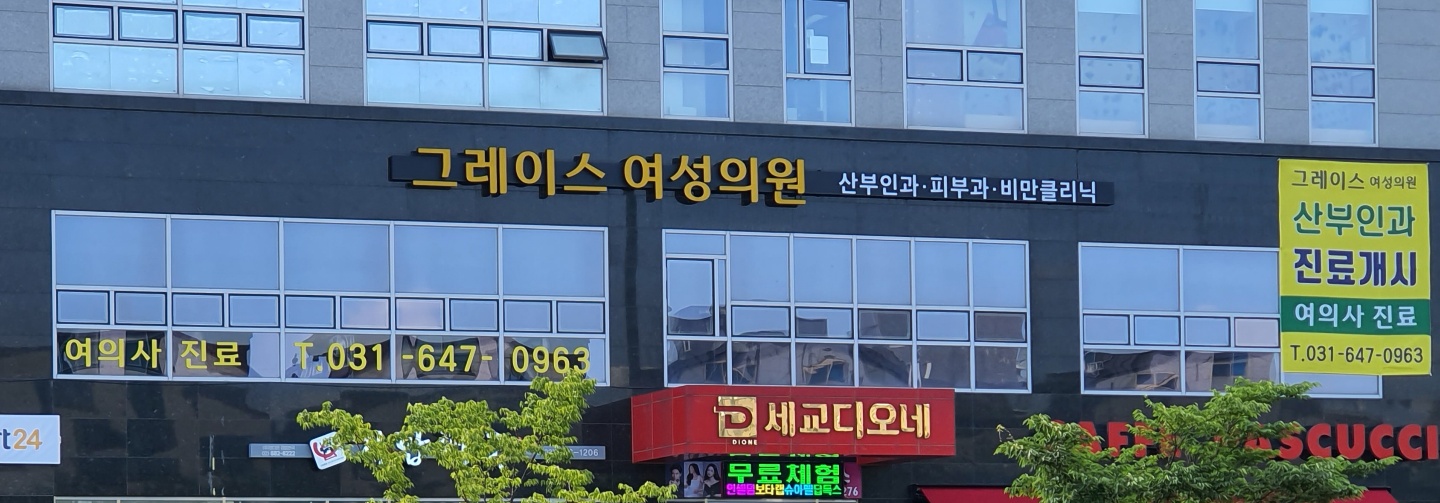 그레이스 여성의원
산부인과·피부과·비만클리닉
그레이스 여성의원
산부인과
진료개시
여의사 진료
T.031-647-0963
여의사 진료 T.031-647-0963
D 세교디오네
DIONE
무료체험
rt24
-1206
CAFFÈ PASCUCCI